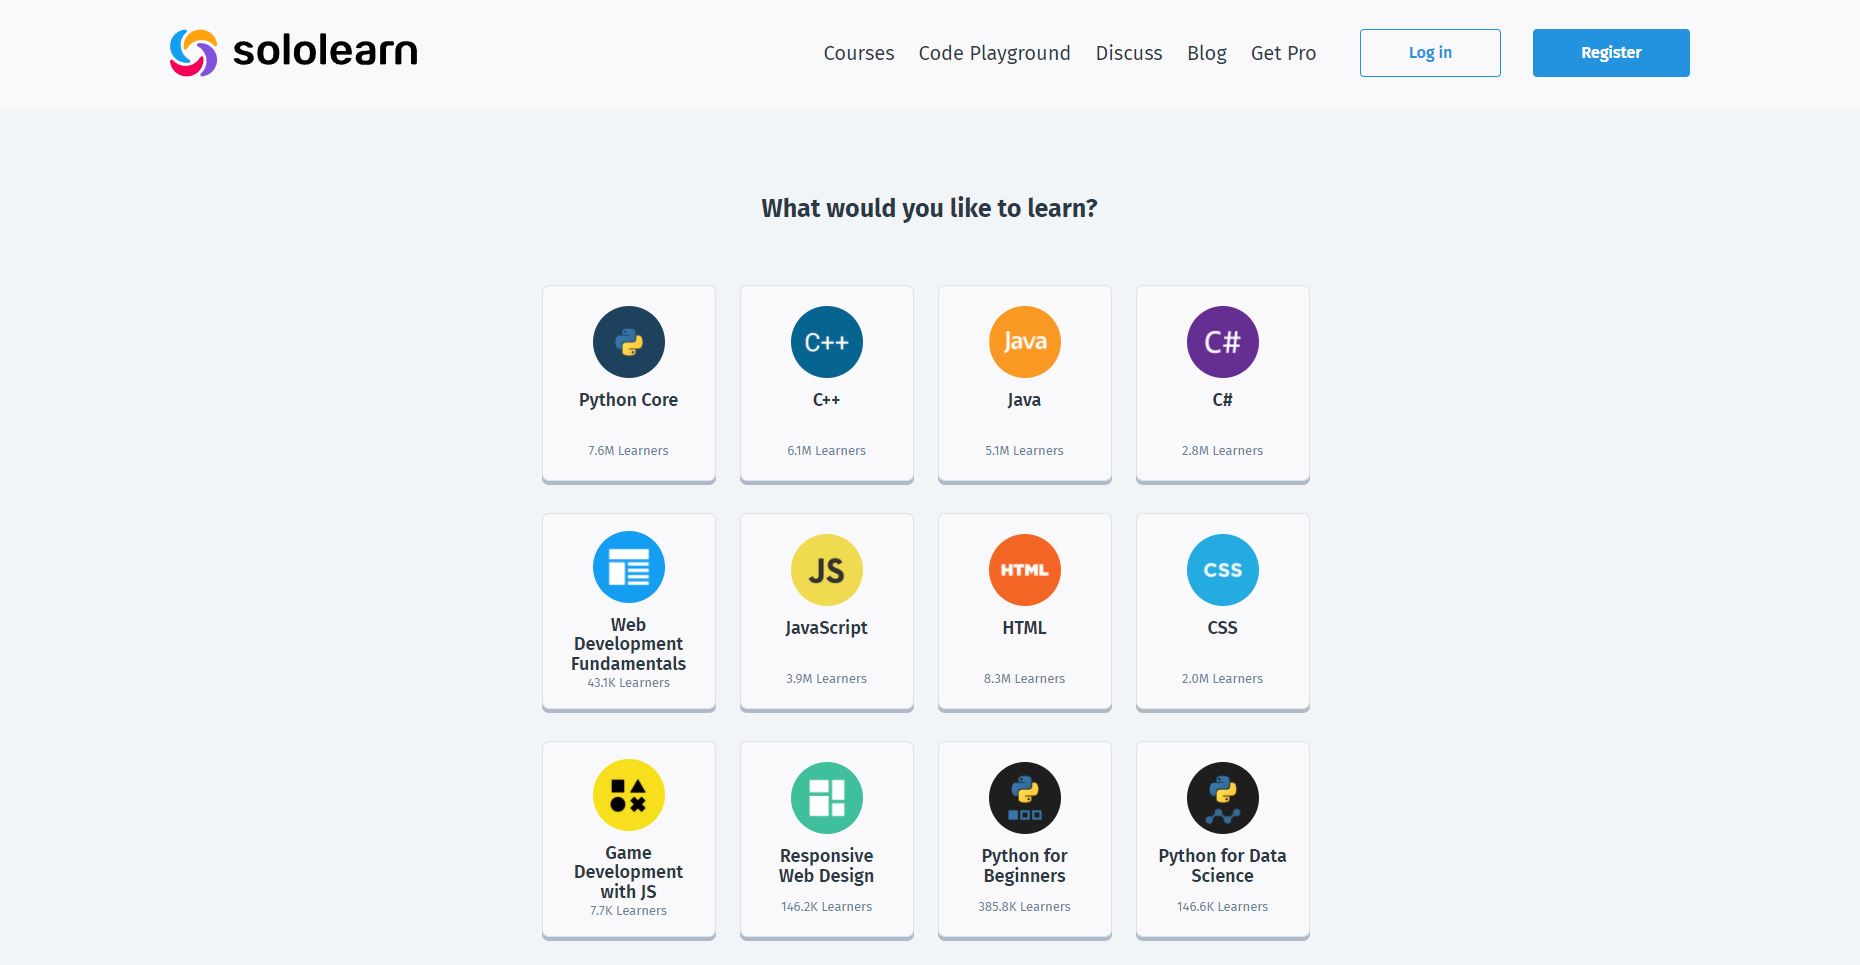 sololearn
Courses Code Playground Discuss Blog Get Pro Log in Register
What would you like to learn?
C++ Java C#
Python Core C++ Java C#
7.6M Learners 6.1M Learners 5.1M Learners 2.8M Learners
JS HTML CSS
Web
Development
Fundamentals
43.1K Learners
JavaScript
3.9M Learners
HTML
8.3M Learners
CSS
2.0M Learners
Game
Development
with JS
7.7K Learners
Responsive
Web Design
146.2K Learners
Python for
Beginners
385.8K Learners
Python for Data
Science
146.6K Learners